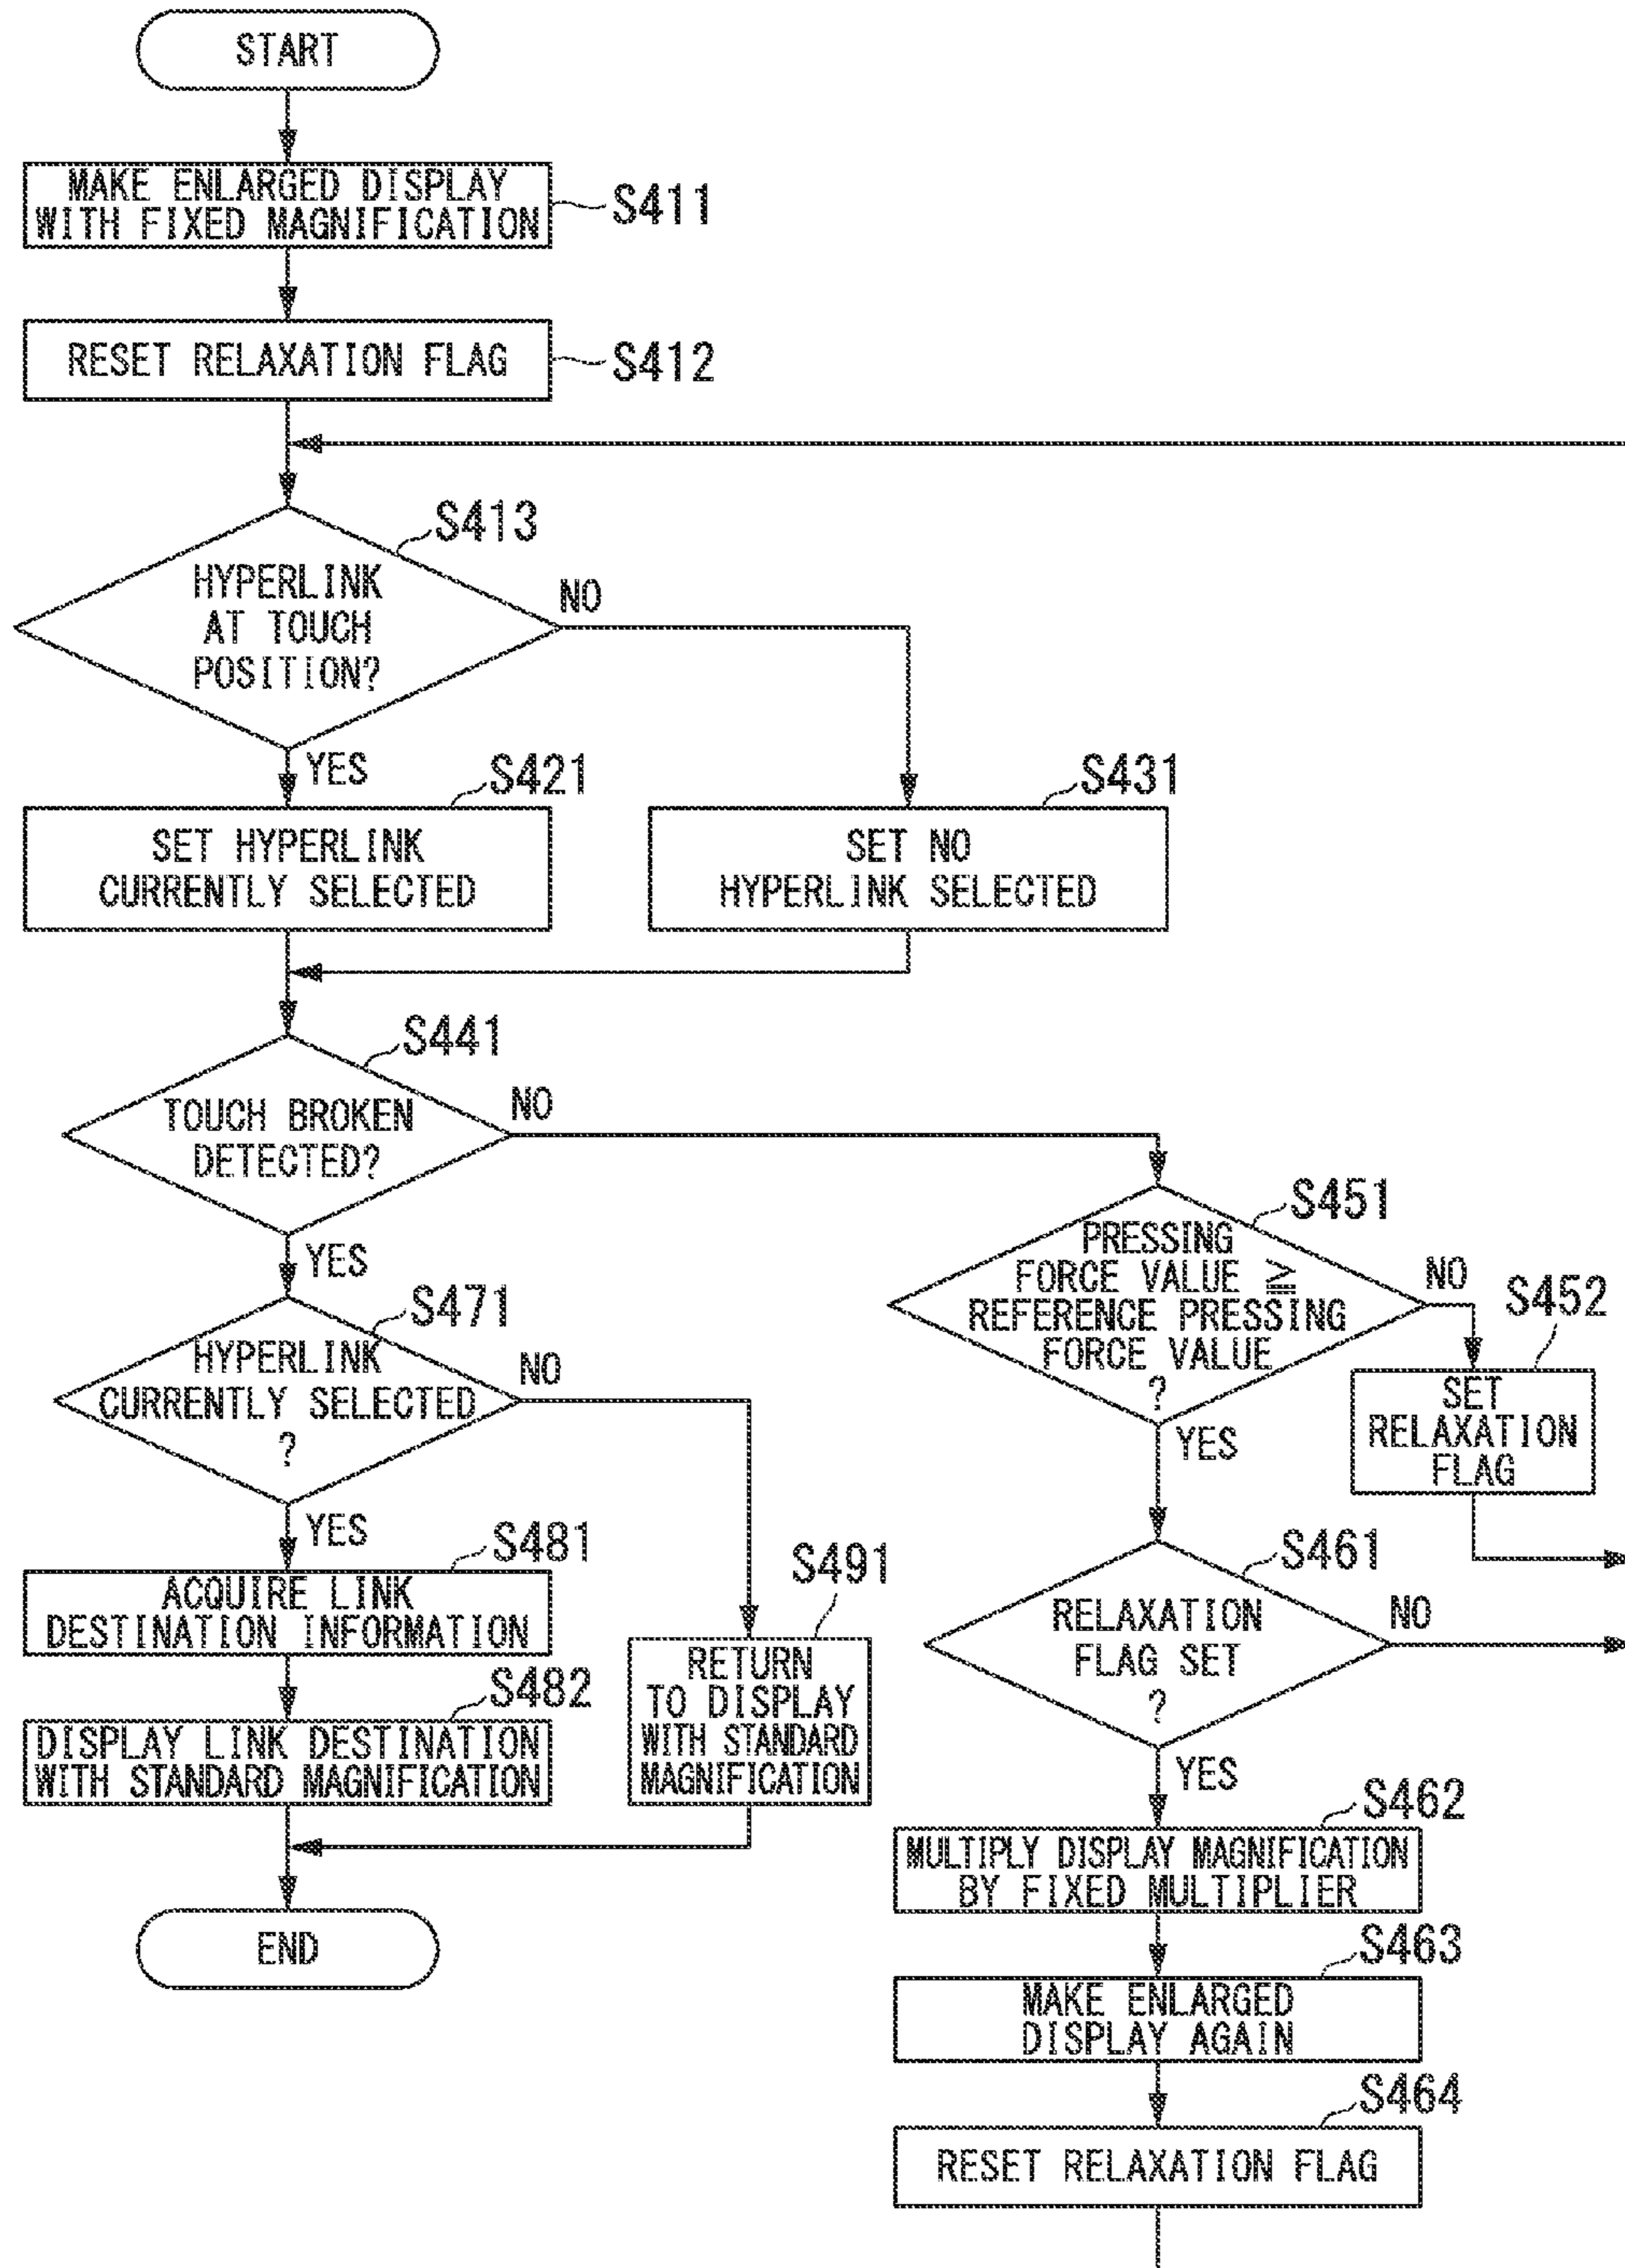 START
MAKE ENLARGED DISPLAY
WITH FIXED MAGNIFICATION
S411
RESET RELAXATION FLAG
S412
S413
HYPERLINK
AT TOUCH
POSITION?
NO
YES
S421
SET HYPERLINK
CURRENTLY SELECTED
S431
SET NO
HYPERLINK SELECTED
S441
TOUCH BROKEN
DETECTED?
NO
YES
S451
PRESSING
FORCE VALUE ≧
REFERENCE PRESSING
FORCE VALUE
?
NO
YES
S452
SET
RELAXATION
FLAG
S471
HYPERLINK
CURRENTLY SELECTED
?
NO
YES
S461
RELAXATION
FLAG SET
?
NO
YES
S481
ACQUIRE LINK
DESTINATION INFORMATION
S491
RETURN
TO DISPLAY
WITH STANDARD
MAGNIFICATION
S482
DISPLAY LINK DESTINATION
WITH STANDARD MAGNIFICATION
END
S462
MULTIPLY DISPLAY MAGNIFICATION
BY FIXED MULTIPLIER
S463
MAKE ENLARGED
DISPLAY AGAIN
S464
RESET RELAXATION FLAG